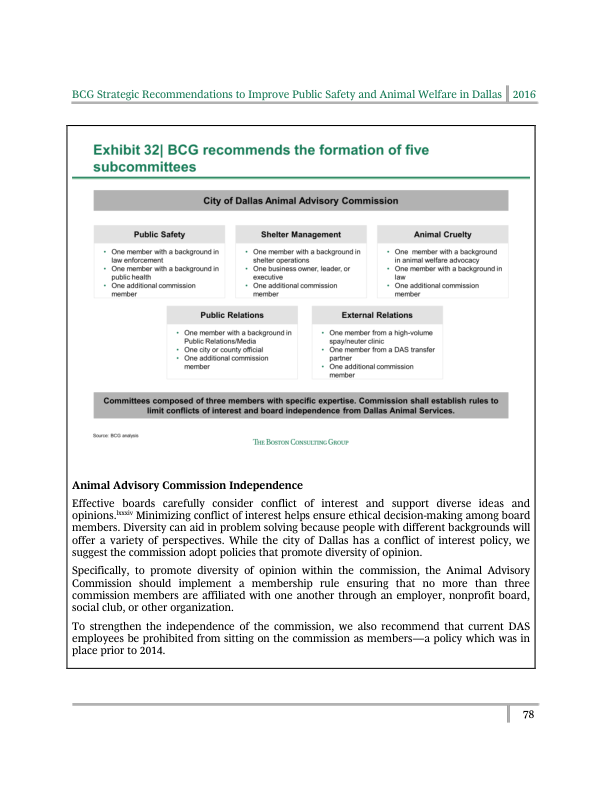 BCG Strategic Recommendations to Improve Public Safety and Animal Welfare in Dallas 2016
Exhibit 32| BCG recommends the formation of five
subcommittees
City of Dallas Animal Advisory Commission
Public Safety
• One member with a background in
law enforcement
• One member with a background in
public health
• One additional commission
member
Shelter Management
• One member with a background in
shelter operations
• One business owner, leader, or
executive
• One additional commission
member
Animal Cruelty
• One member with a background
in animal welfare advocacy
• One member with a background in
law
• One additional commission
member
Public Relations
• One member with a background in
Public Relations/Media
• One city or county official
• One additional commission
member
External Relations
• One member from a high-volume
spay/neuter clinic
• One member from a DAS transfer
partner
• One additional commission
member
Committees composed of three members with specific expertise. Commission shall establish rules to
limit conflicts of interest and board independence from Dallas Animal Services.
Source: BCG analysis
THE BOSTON CONSULTING GROUP
Animal Advisory Commission Independence
Effective boards carefully consider conflict of interest and support diverse ideas and
opinions.lxxxiv Minimizing conflict of interest helps ensure ethical decision-making among board
members. Diversity can aid in problem solving because people with different backgrounds will
offer a variety of perspectives. While the city of Dallas has a conflict of interest policy, we
suggest the commission adopt policies that promote diversity of opinion.
Specifically, to promote diversity of opinion within the commission, the Animal Advisory
Commission should implement a membership rule ensuring that no more than three
commission members are affiliated with one another through an employer, nonprofit board,
social club, or other organization.
To strengthen the independence of the commission, we also recommend that current DAS
employees be prohibited from sitting on the commission as members—a policy which was in
place prior to 2014.
78